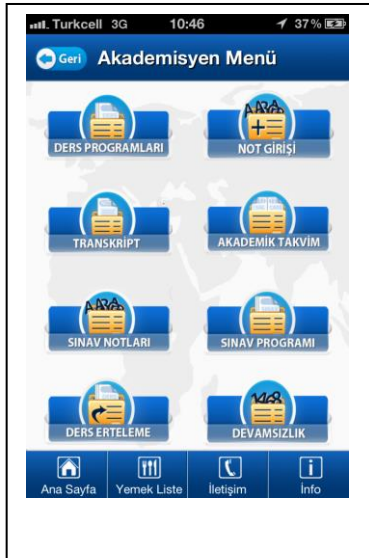 Turkcell 3G 10:46 37%
Geri Akademisyen Menü
DERS PROGRAMLARI NOT GİRİŞİ
TRANSKRİPT AKADEMİK TAKVİM
SINAV NOTLARI SINAV PROGRAMI
DERS ERTELEME DEVAMSIZLIK
Ana Sayfa Yemek Liste İletişim İnfo